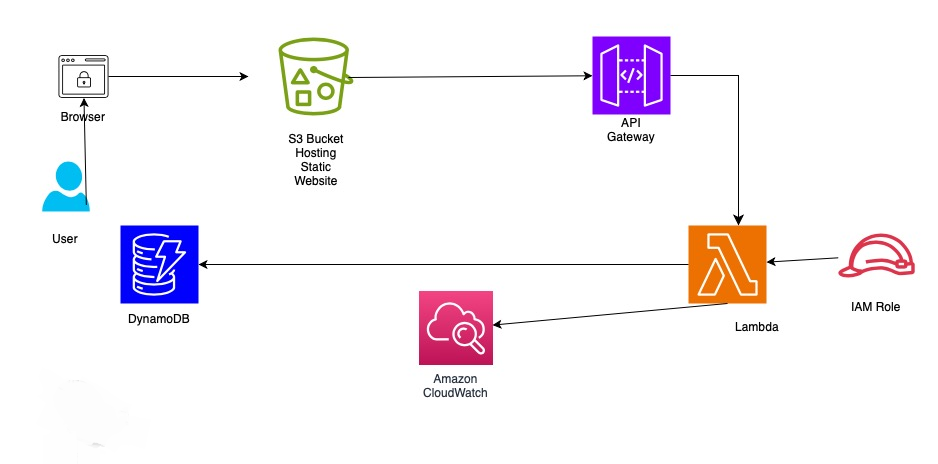 Browser
S3 Bucket
Hosting
Static
Website
</>
API
Gateway
User
DynamoDB
Amazon
CloudWatch
Lambda
IAM Role